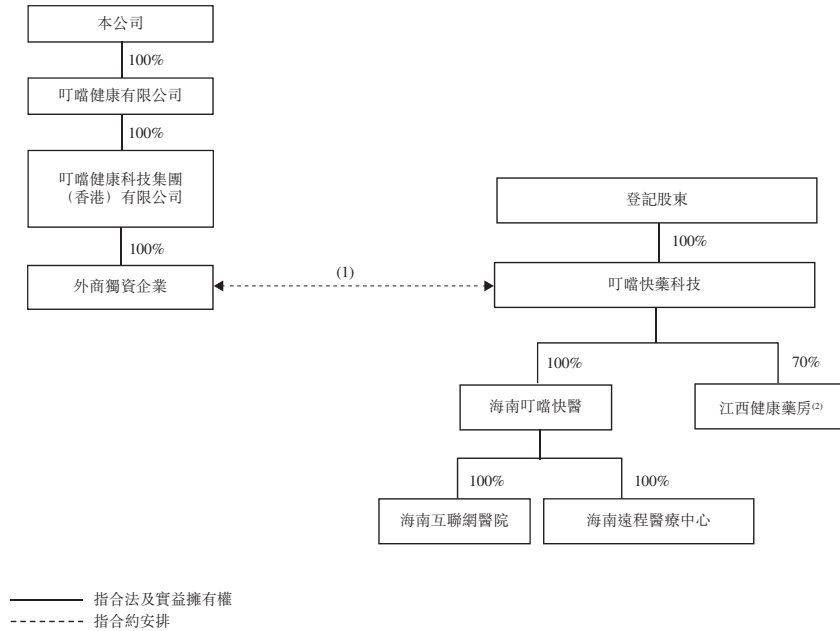 本公司
100%
叮噹健康有限公司
100%
叮噹健康科技集團
（香港）有限公司
100%
外商獨資企業
(1)
登記股東
100%
叮噹快藥科技
100%
70%
海南叮噹快醫
江西健康藥房(2)
100%
100%
海南互聯網醫院
海南遠程醫療中心
指合法及實益擁有權
指合約安排